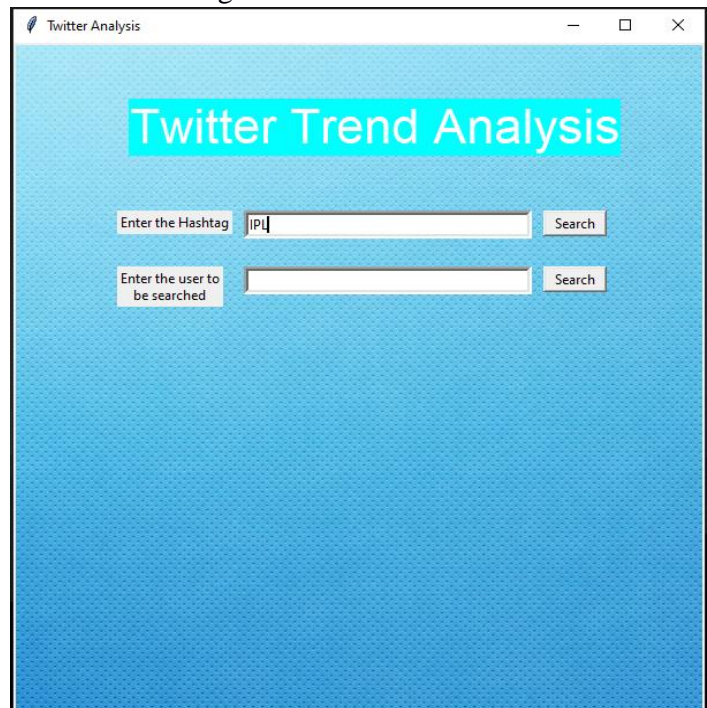 Twitter Analysis
Twitter Trend Analysis
Enter the Hashtag IPL Search
Enter the user to
be searched
Search